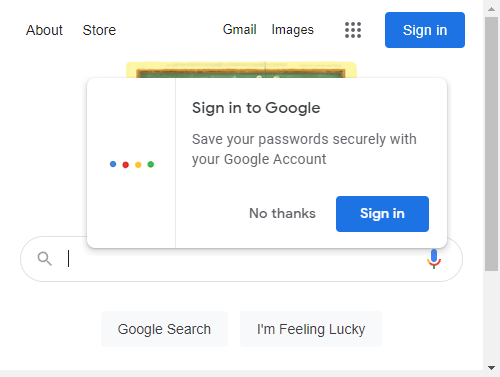 About Store Gmail Images Sign in
Sign in to Google
Save your passwords securely with
your Google Account
No thanks Sign in
Google Search I'm Feeling Lucky